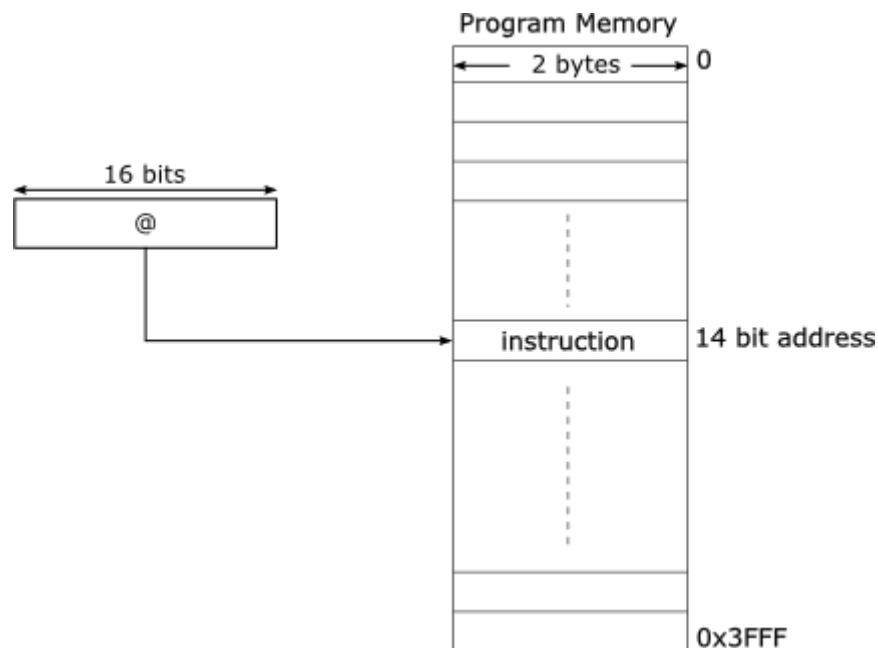 Program Memory
2 bytes
0
16 bits
@
instruction
14 bit address
0x3FFF